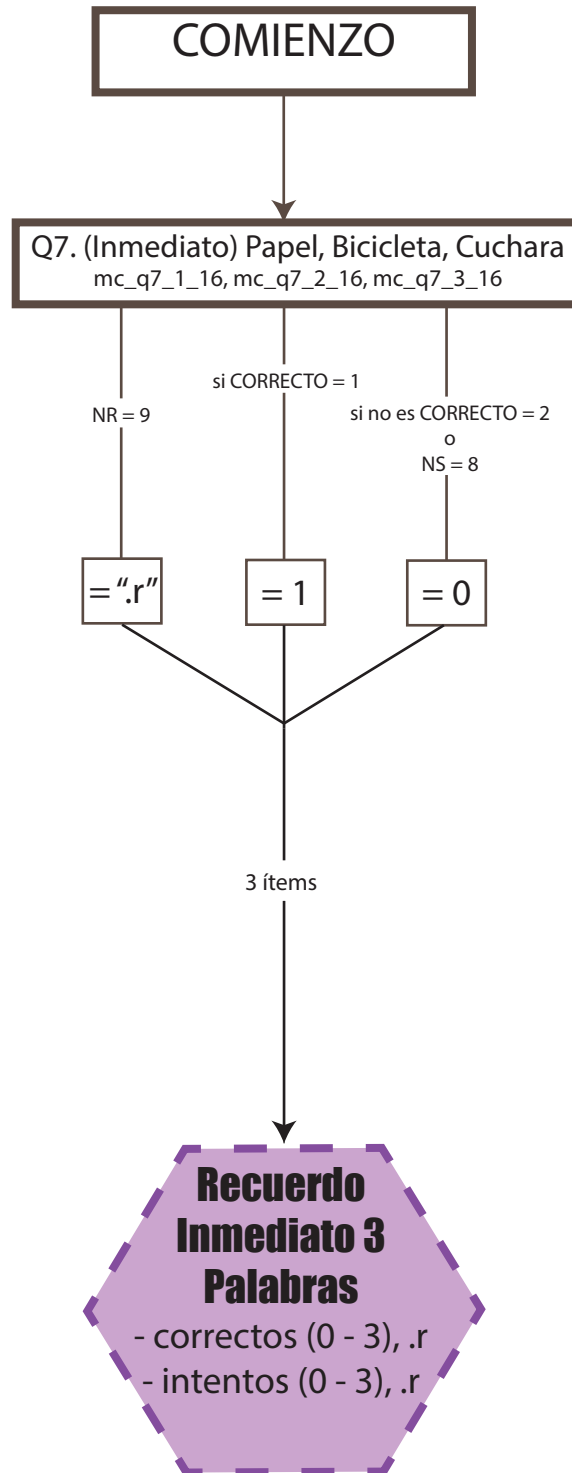 COMIENZO
Q7. (Inmediato) Papel, Bicicleta, Cuchara
mc_q7_1_16, mc_q7_2_16, mc_q7_3_16
NR = 9
si CORRECTO = 1
si no es CORRECTO = 2
o
NS = 8
= “.r”
= 1
= 0
3 ítems
Recuerdo
Inmediato 3
Palabras
- correctos (0 - 3), .r
- intentos (0 - 3), .r